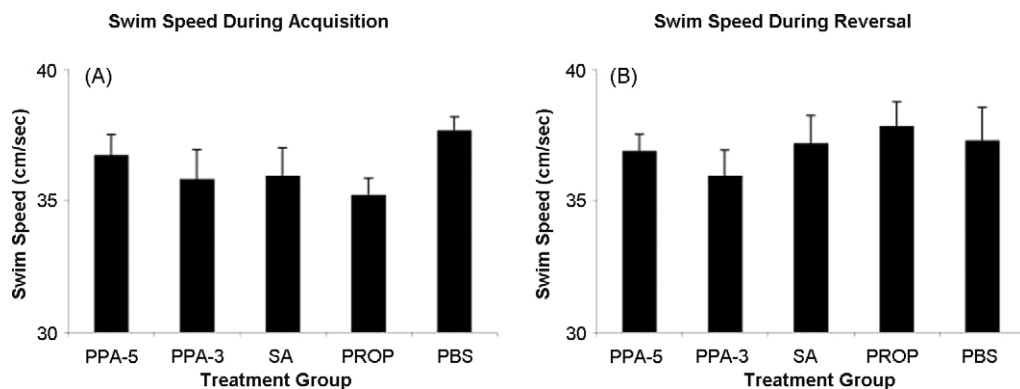 Swim Speed During Acquisition
(A)
Swim Speed (cm/sec)
40
35
30
PPA-5 PPA-3 SA PROP PBS
Treatment Group
Swim Speed During Reversal
(B)
Swim Speed (cm/sec)
40
35
30
PPA-5 PPA-3 SA PROP PBS
Treatment Group